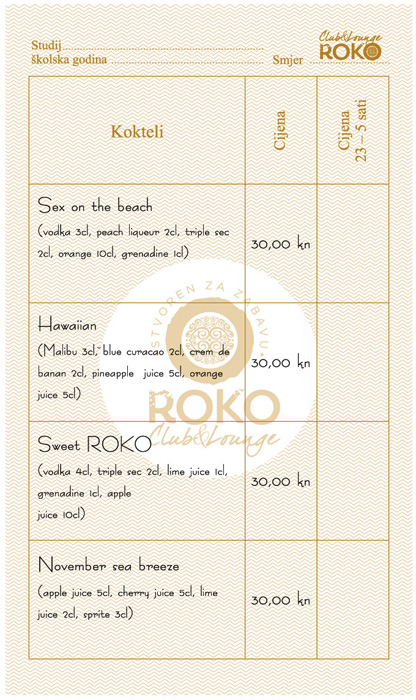 Club&Lounge
ROKO
Studij
školska godina Smjer
Kokteli
Cijena
Cijena
23 – 5 sati
Sex on the beach
(vodka 3cl, peach liqueur 2cl, triple sec
2cl, orange 10cl, grenadine 1cl)
30,00 kn
STVOREN ZA ZABAVU
Hawaiian
(Malibu 3cl, blue curacao 2cl, crem de
banan 2cl, pineapple juice 5cl, orange
juice 5cl)
30,00 kn
ROKO
Club&Lounge
Sweet ROKO
(vodka 4cl, triple sec 2cl, lime juice 1cl,
grenadine 1cl, apple
juice 10cl)
30,00 kn
November sea breeze
(apple juice 5cl, cherry juice 5cl, lime
juice 2cl, sprite 3cl)
30,00 kn